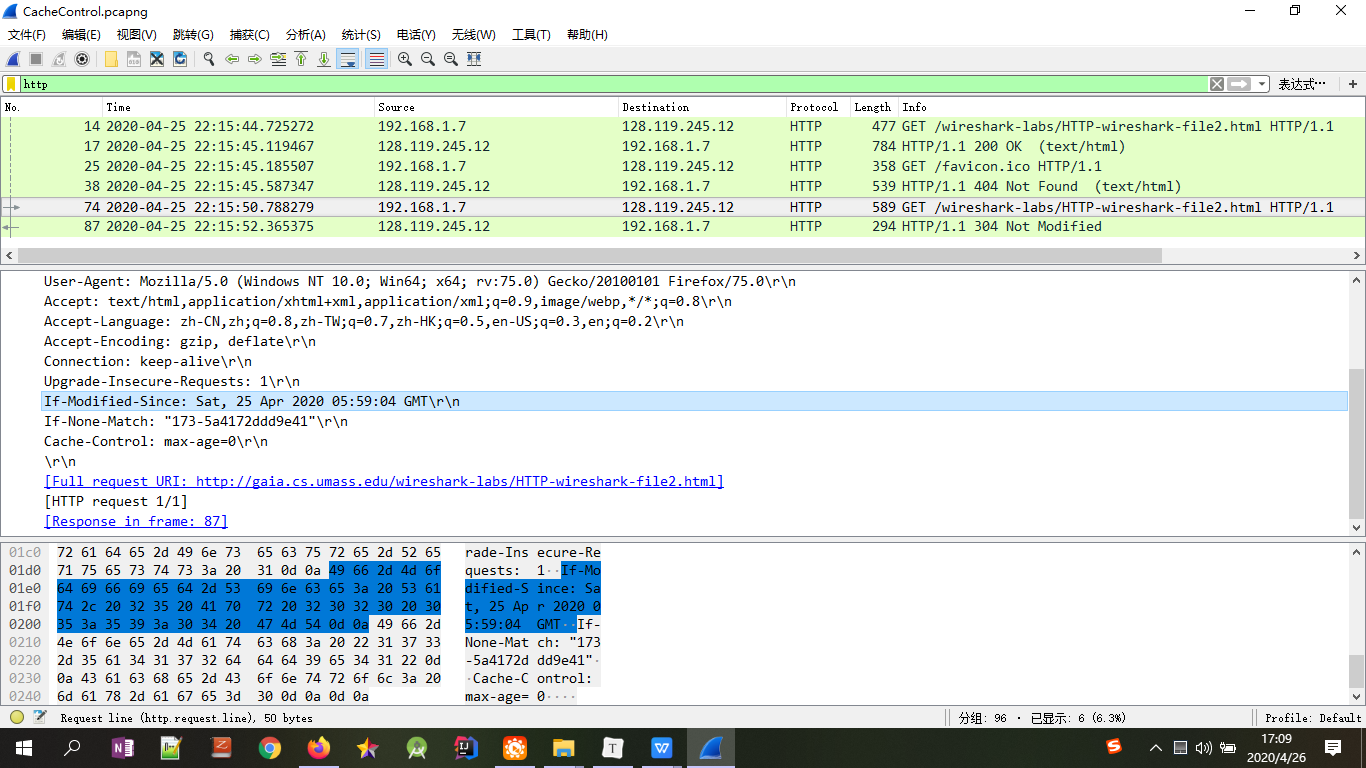 CacheControl.pcapng
文件(F) 编辑(E) 视图(V) 跳转(G) 捕获(C) 分析(A) 统计(S) 电话(Y) 无线(W) 工具(T) 帮助(H)
http 表达式… +
No. Time Source Destination Protocol Length Info
14 2020-04-25 22:15:44.725272 192.168.1.7 128.119.245.12 HTTP 477 GET /wireshark-labs/HTTP-wireshark-file2.html HTTP/1.1
17 2020-04-25 22:15:45.119467 128.119.245.12 192.168.1.7 HTTP 784 HTTP/1.1 200 OK  (text/html)
25 2020-04-25 22:15:45.185507 192.168.1.7 128.119.245.12 HTTP 358 GET /favicon.ico HTTP/1.1
38 2020-04-25 22:15:45.587347 128.119.245.12 192.168.1.7 HTTP 539 HTTP/1.1 404 Not Found  (text/html)
74 2020-04-25 22:15:50.788279 192.168.1.7 128.119.245.12 HTTP 589 GET /wireshark-labs/HTTP-wireshark-file2.html HTTP/1.1
87 2020-04-25 22:15:52.365375 128.119.245.12 192.168.1.7 HTTP 294 HTTP/1.1 304 Not Modified
User-Agent: Mozilla/5.0 (Windows NT 10.0; Win64; x64; rv:75.0) Gecko/20100101 Firefox/75.0\r\n
Accept: text/html,application/xhtml+xml,application/xml;q=0.9,image/webp,*/*;q=0.8\r\n
Accept-Language: zh-CN,zh;q=0.8,zh-TW;q=0.7,zh-HK;q=0.5,en-US;q=0.3,en;q=0.2\r\n
Accept-Encoding: gzip, deflate\r\n
Connection: keep-alive\r\n
Upgrade-Insecure-Requests: 1\r\n
If-Modified-Since: Sat, 25 Apr 2020 05:59:04 GMT\r\n
If-None-Match: "173-5a4172ddd9e41"\r\n
Cache-Control: max-age=0\r\n
\r\n
[Full request URI: http://gaia.cs.umass.edu/wireshark-labs/HTTP-wireshark-file2.html]
[HTTP request 1/1]
[Response in frame: 87]
01c0 72 61 64 65 2d 49 6e 73 65 63 75 72 65 2d 52 65 rade-Ins ecure-Re
01d0 71 75 65 73 74 73 3a 20 31 0d 0a 49 66 2d 4d 6f quests: 1··If-Mo
01e0 64 69 66 69 65 64 2d 53 69 6e 63 65 3a 20 53 61 dified-S ince: Sa
01f0 74 2c 20 32 35 20 41 70 72 20 32 30 32 30 20 30 t, 25 Ap r 2020 0
0200 35 3a 35 39 3a 30 34 20 47 4d 54 0d 0a 49 66 2d 5:59:04 GMT··If-
0210 4e 6f 6e 65 2d 4d 61 74 63 68 3a 20 22 31 37 33 None-Mat ch: "173
0220 2d 35 61 34 31 37 32 64 64 64 39 65 34 31 22 0d -5a4172d dd9e41"·
0230 0a 43 61 63 68 65 2d 43 6f 6e 74 72 6f 6c 3a 20 ·Cache-C ontrol:
0240 6d 61 78 2d 61 67 65 3d 30 0d 0a 0d 0a max-age= 0····
Request line (http.request.line), 50 bytes 分组: 96 · 已显示: 6 (6.3%) Profile: Default
17:09
2020/4/26